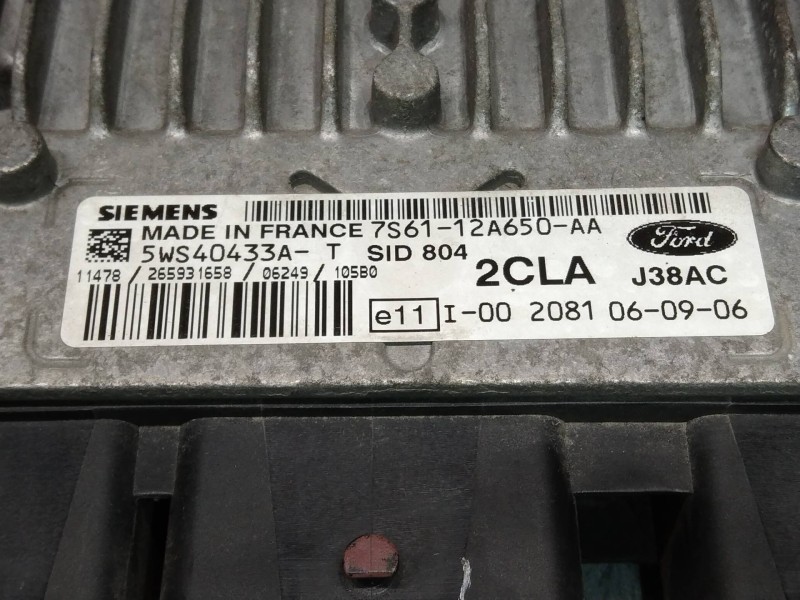 SIEMENS
MADE IN FRANCE 7S61-12A650-AA
5WS40433A- T SID 804
Ford
11478 / 265931658 / 06249 / 105B0
2CLA J38AC
e11 I-00 2081 06-09-06